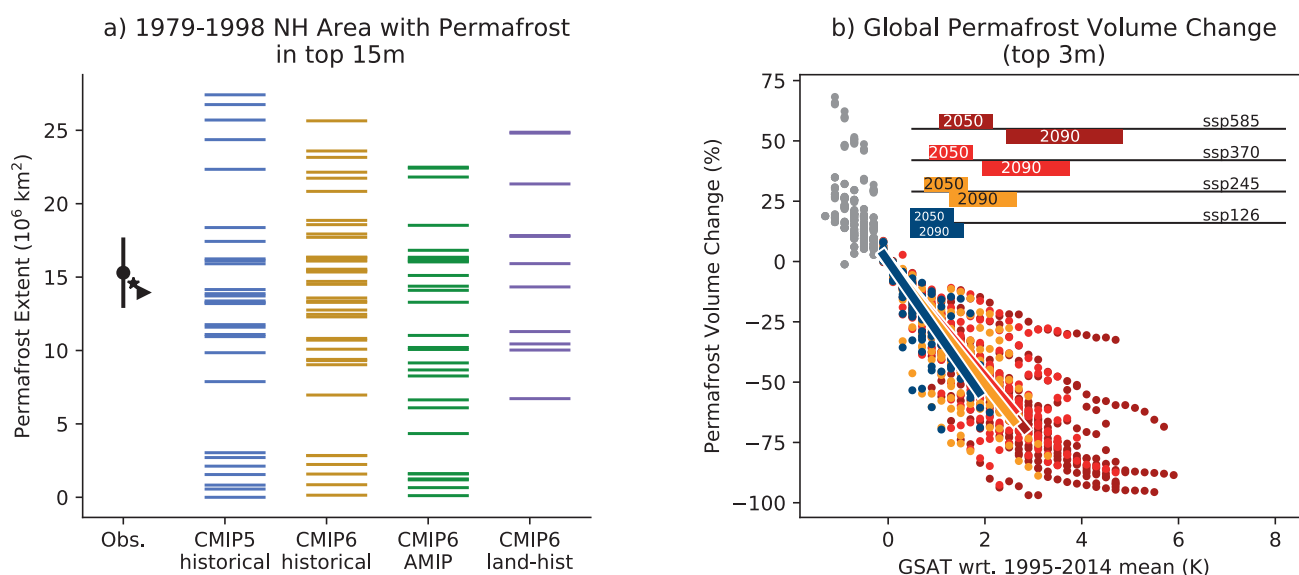 a) 1979-1998 NH Area with Permafrost
in top 15m
Permafrost Extent (10⁶ km²)
25
20
15
10
5
0
Obs.
CMIP5
historical
CMIP6
historical
CMIP6
AMIP
CMIP6
land-hist
b) Global Permafrost Volume Change
(top 3m)
Permafrost Volume Change (%)
75
50
25
0
−25
−50
−75
−100
2050
ssp585
2090
2050
ssp370
2090
2050
ssp245
2090
2050
ssp126
2090
0
2
4
6
8
GSAT wrt. 1995-2014 mean (K)